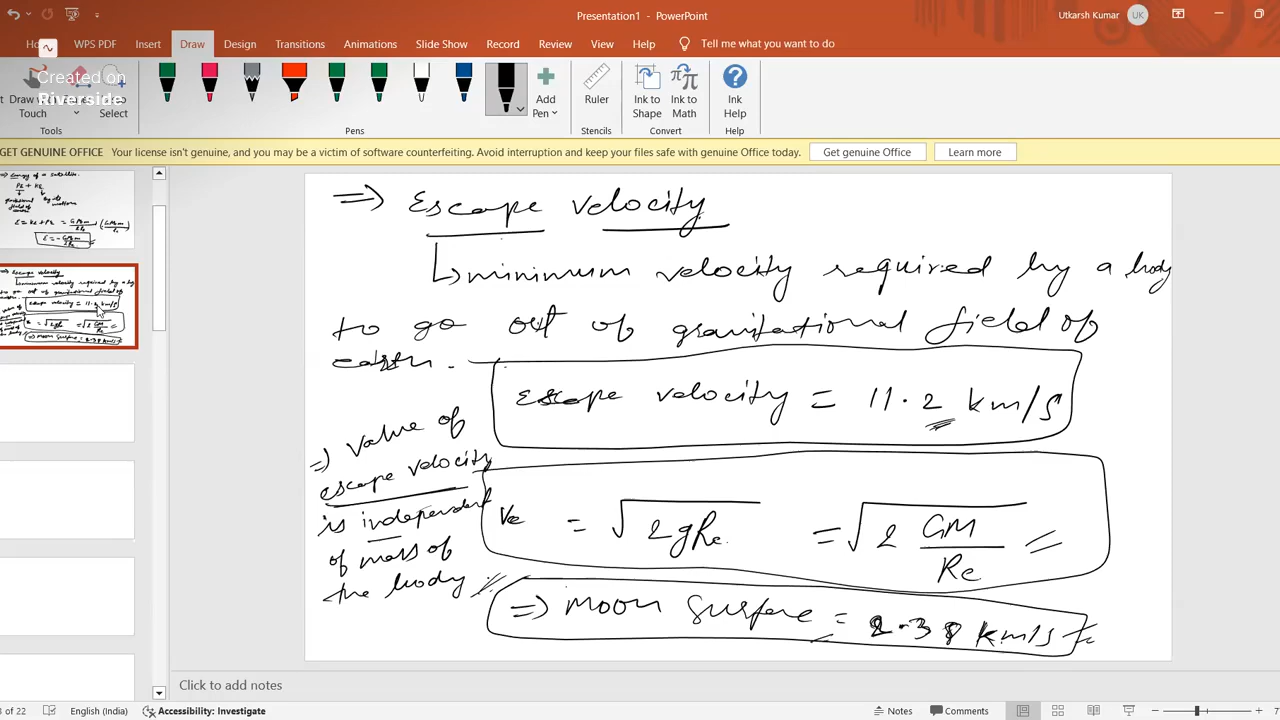 Presentation1 - PowerPoint
Utkarsh Kumar
UK
WPS PDF Insert Draw Design Transitions Animations Slide Show Record Review View Help Tell me what you want to do
Created on
Riverside
Touch
Select
Add
Pen
Ruler
Ink to
Shape
Ink to
Math
Ink
Help
Tools
Pens
Stencils
Convert
Help
GET GENUINE OFFICE Your license isn't genuine, and you may be a victim of software counterfeiting. Avoid interruption and keep your files safe with genuine Office today. Get genuine Office Learn more
⇒ Escape velocity
↳ minimum velocity required by a body
to go out of gravitational field of
earth.
escape velocity = 11.2 km/s
⇒ value of
escape velocity
is independent
of mass of
the body
Ve = √2gRe = √2 GM/Re
⇒ Moon surface = 2.38 km/s
Click to add notes
of 22 English (India) Accessibility: Investigate Notes Comments